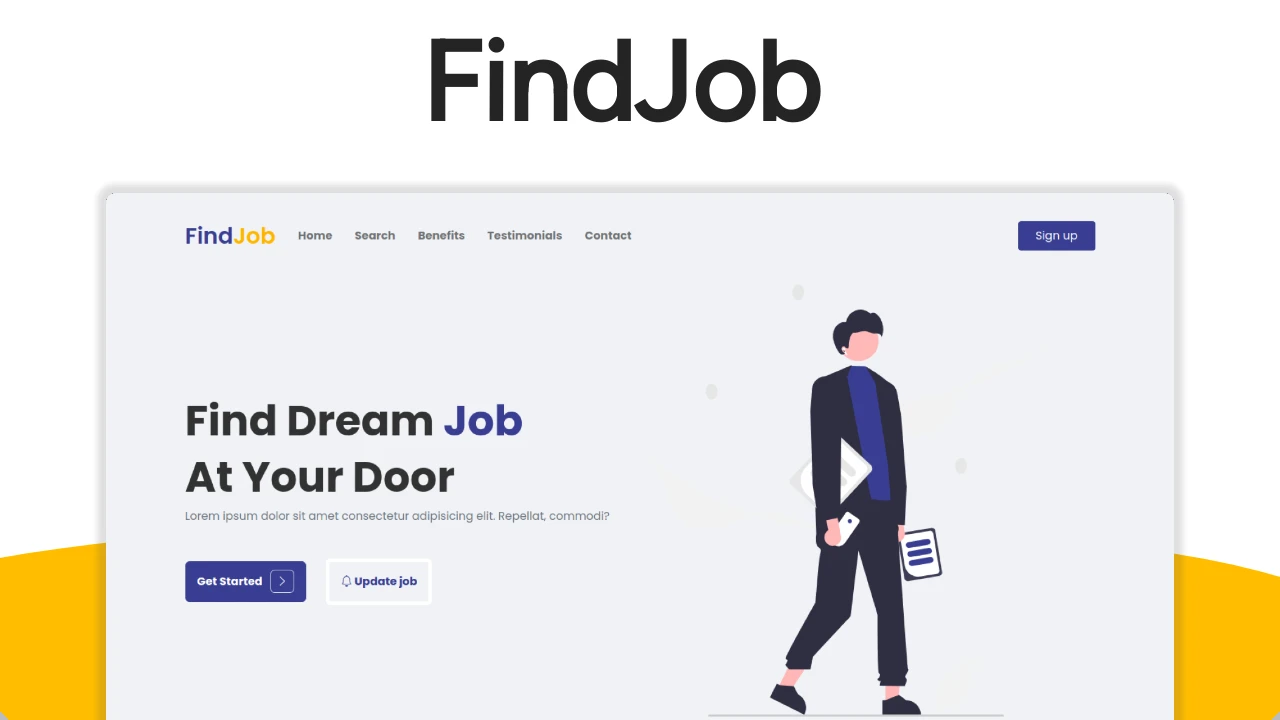 FindJob
FindJob Home Search Benefits Testimonials Contact Sign up
Find Dream Job
At Your Door
Lorem ipsum dolor sit amet consectetur adipisicing elit. Repellat, commodi?
Get Started Update job